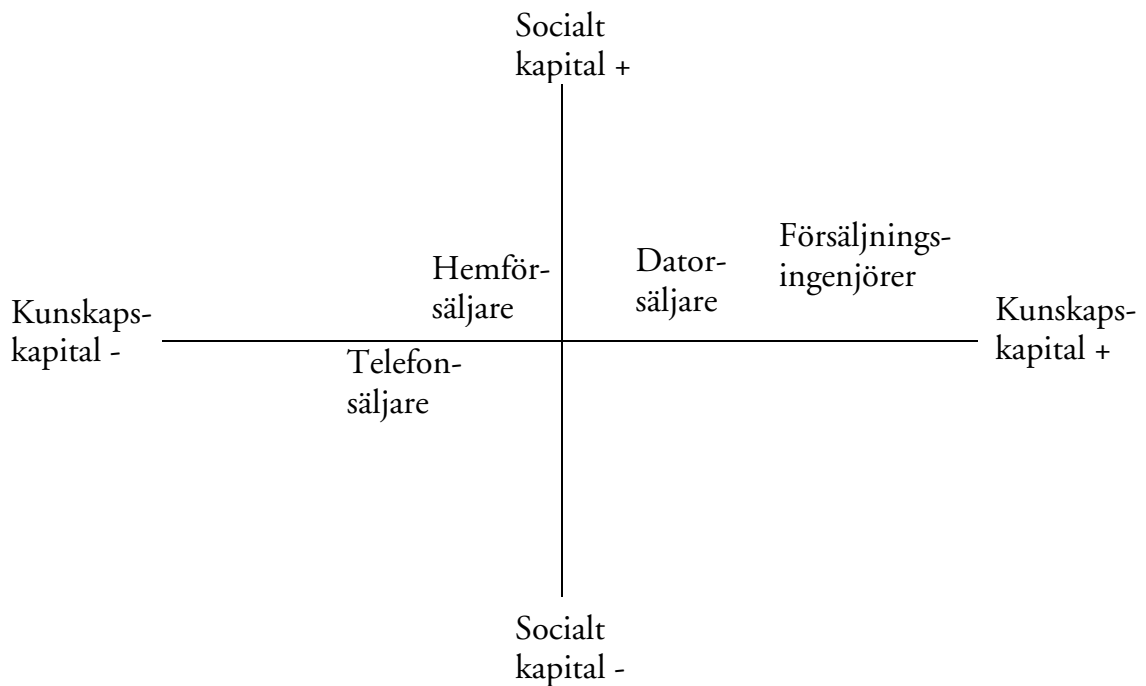 Socialt
kapital +
Försäljnings-
ingenjörer
Hemför-
säljare
Dator-
säljare
Kunskaps-
kapital -
Kunskaps-
kapital +
Telefon-
säljare
Socialt
kapital -